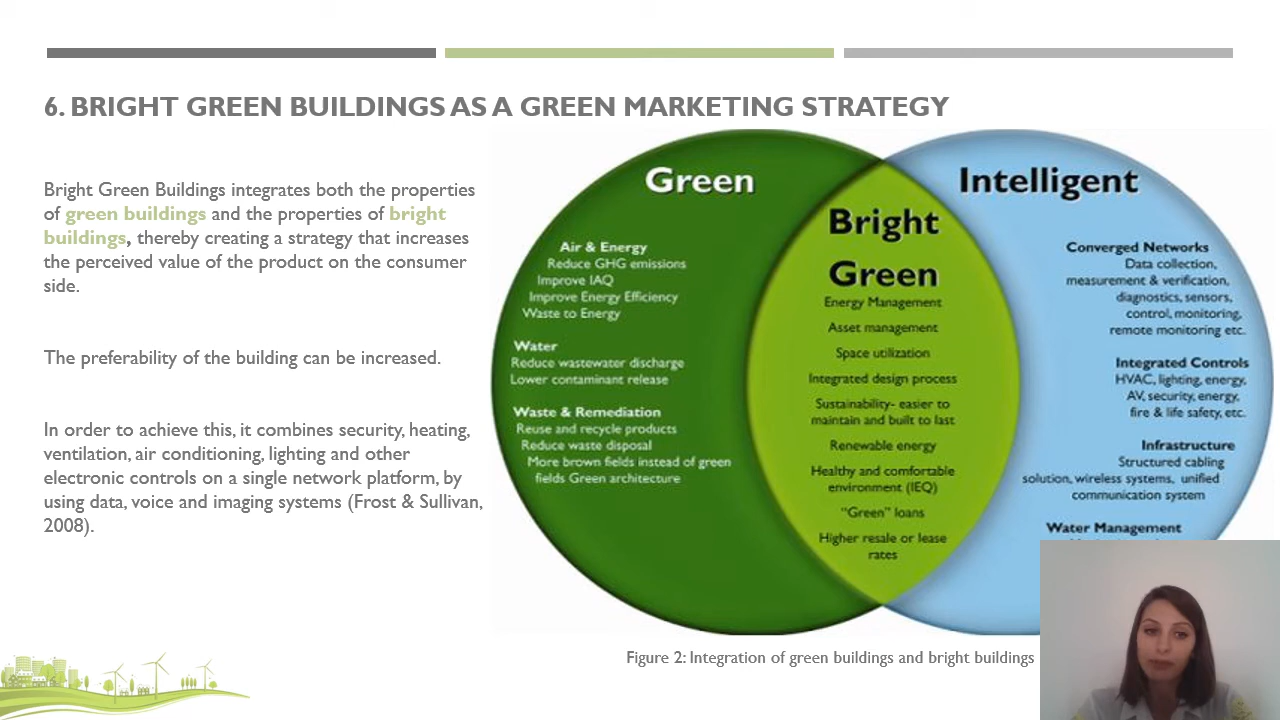 6. BRIGHT GREEN BUILDINGS AS A GREEN MARKETING STRATEGY
Bright Green Buildings integrates both the properties
of green buildings and the properties of bright
buildings, thereby creating a strategy that increases
the perceived value of the product on the consumer
side.
The preferability of the building can be increased.
In order to achieve this, it combines security, heating,
ventilation, air conditioning, lighting and other
electronic controls on a single network platform, by
using data, voice and imaging systems (Frost & Sullivan,
2008).
Green
Air & Energy
Reduce GHG emissions
Improve IAQ
Improve Energy Efficiency
Waste to Energy
Water
Reduce wastewater discharge
Lower contaminant release
Waste & Remediation
Reuse and recycle products
Reduce waste disposal
More brown fields instead of green
fields Green architecture
Bright
Green
Energy Management
Asset management
Space utilization
Integrated design process
Sustainability- easier to
maintain and built to last
Renewable energy
Healthy and comfortable
environment (IEQ)
“Green” loans
Higher resale or lease
rates
Intelligent
Converged Networks
Data collection,
measurement & verification,
diagnostics, sensors,
control, monitoring,
remote monitoring etc.
Integrated Controls
HVAC, lighting, energy,
AV, security, energy,
fire & life safety, etc.
Infrastructure
Structured cabling
solution, wireless systems, unified
communication system
Water Management
Figure 2: Integration of green buildings and bright buildings